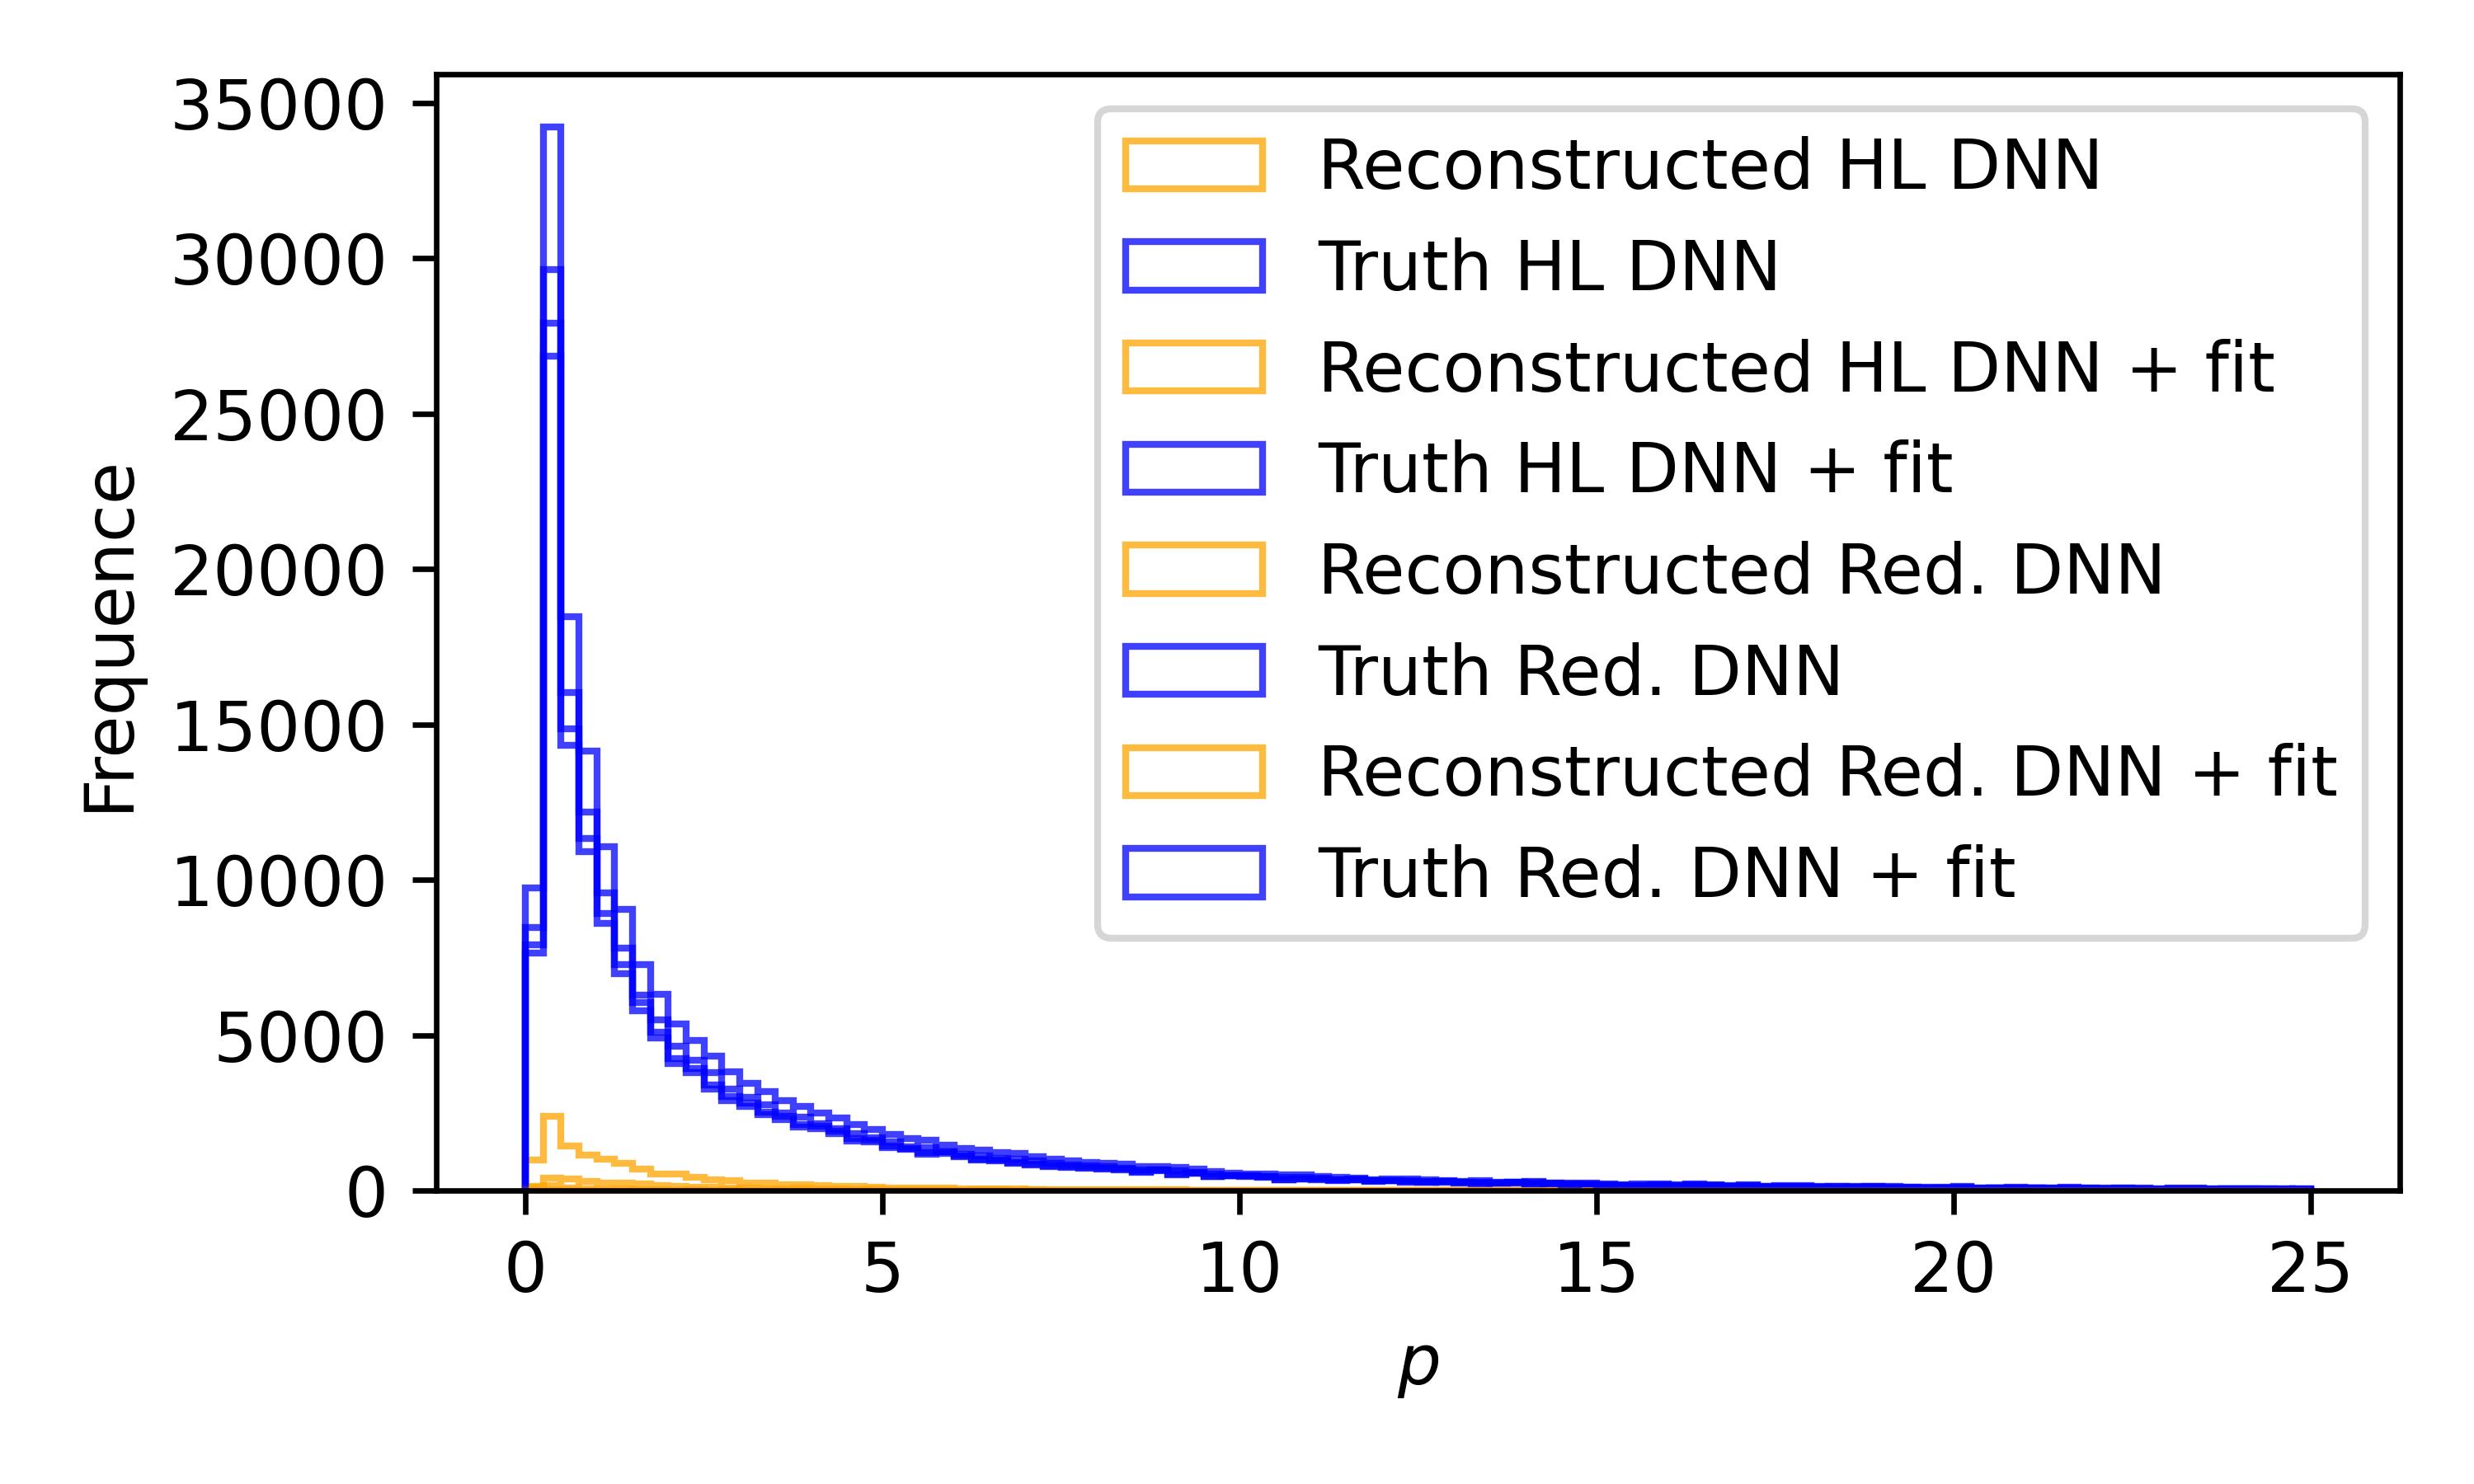 35000
30000
25000
20000
15000
10000
5000
0
Frequence
Reconstructed HL DNN
Truth HL DNN
Reconstructed HL DNN + fit
Truth HL DNN + fit
Reconstructed Red. DNN
Truth Red. DNN
Reconstructed Red. DNN + fit
Truth Red. DNN + fit
0 5 10 15 20 25
p